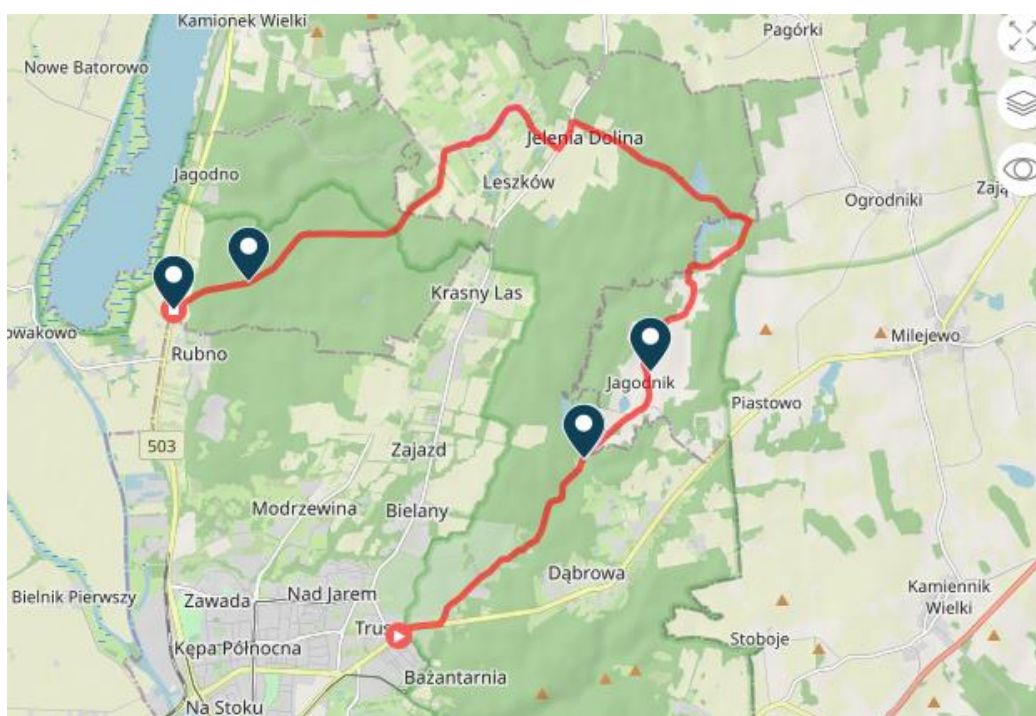 Kamionek Wielki
Pagórki
Nowe Batorowo
Jelenia Dolina
Jagodno
Leszków
Ogrodniki
Zają
Krasny Las
owakowo
Rubno
Milejewo
Jagodnik
Piastowo
503
Zajazd
Modrzewina
Bielany
Dąbrowa
Kamiennik
Wielki
Bielnik Pierwszy
Zawada
Nad Jarem
Trus
Stoboje
Kępa Północna
Bażantarnia
Na Stoku